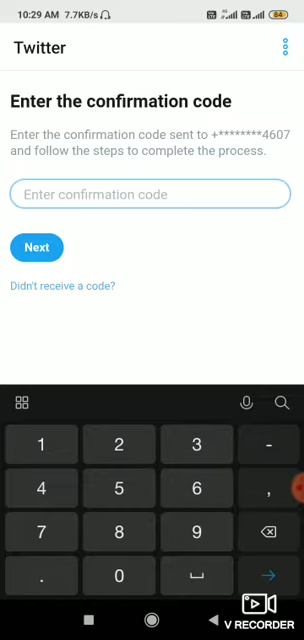 10:29 AM 7.7KB/s
4G
84
Twitter
Enter the confirmation code
Enter the confirmation code sent to +********4607
and follow the steps to complete the process.
Enter confirmation code
Next
Didn't receive a code?
1 2 3 -
4 5 6 ,
7 8 9
. 0
V RECORDER